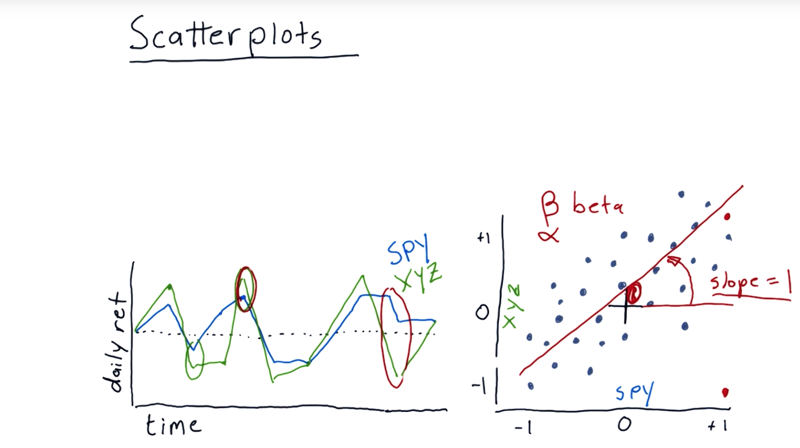 Scatterplots
daily ret
time
SPY
XYZ
β beta
α
slope = 1
+1
0
-1
XYZ
SPY
-1 0 +1